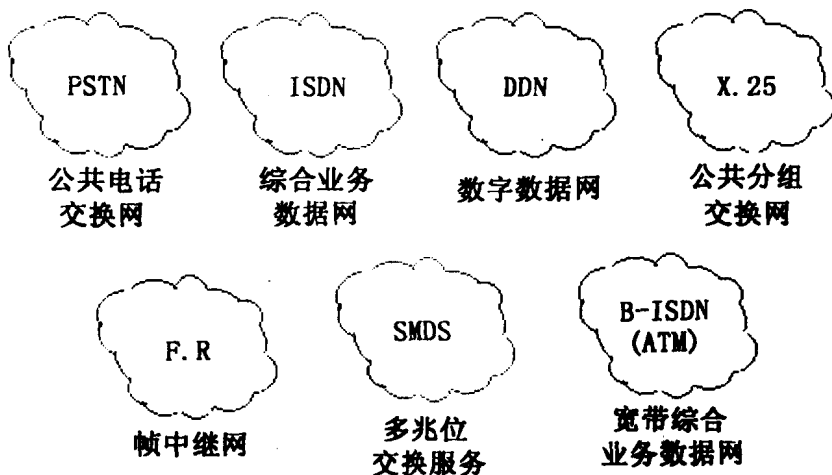 PSTN
ISDN
DDN
X.25
公共电话
交换网
综合业务
数据网
数字数据网
公共分组
交换网
F.R
SMDS
B-ISDN
(ATM)
帧中继网
多兆位
交换服务
宽带综合
业务数据网